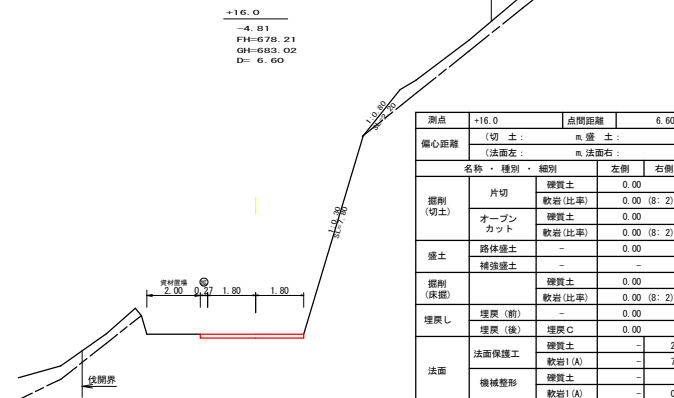 +16.0
-4.81
FH=678.21
GH=683.02
D= 6.60
1:0.80
1:0.30
SL=7.80
資材置場
2.00 0.27 1.80 1.80
伐開界
測点 +16.0 点間距離 6.60
偏心距離 (切 土: m,盛 土:
(法面左: m,法面右:
名称・種別・細別 左側 右側
掘削(切土) 片切 礫質土 0.00
軟岩(比率) 0.00 (8:2)
オープンカット 礫質土 0.00
軟岩(比率) 0.00 (8:2)
盛土 路体盛土 - 0.00
補強盛土 - -
掘削(床掘) 礫質土 0.00
軟岩(比率) 0.00 (8:2)
埋戻し 埋戻(前) - 0.00
埋戻(後) 埋戻C 0.00
法面 法面保護工 礫質土 - 2
軟岩1(A) - 7
機械整形 礫質土 -
軟岩1(A) - 0